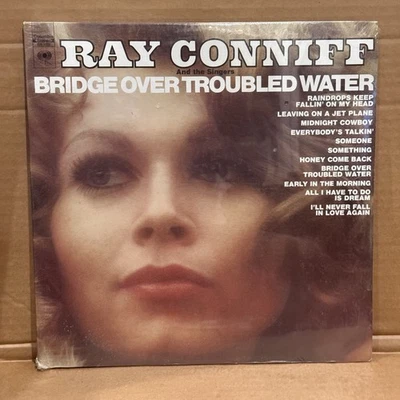 RAY CONNIFF
And the Singers
BRIDGE OVER TROUBLED WATER
RAINDROPS KEEP
FALLIN' ON MY HEAD
LEAVING ON A JET PLANE
MIDNIGHT COWBOY
EVERYBODY'S TALKIN'
SOMEONE
SOMETHING
HONEY COME BACK
BRIDGE OVER
TROUBLED WATER
EARLY IN THE MORNING
ALL I HAVE TO DO
IS DREAM
I'LL NEVER FALL
IN LOVE AGAIN